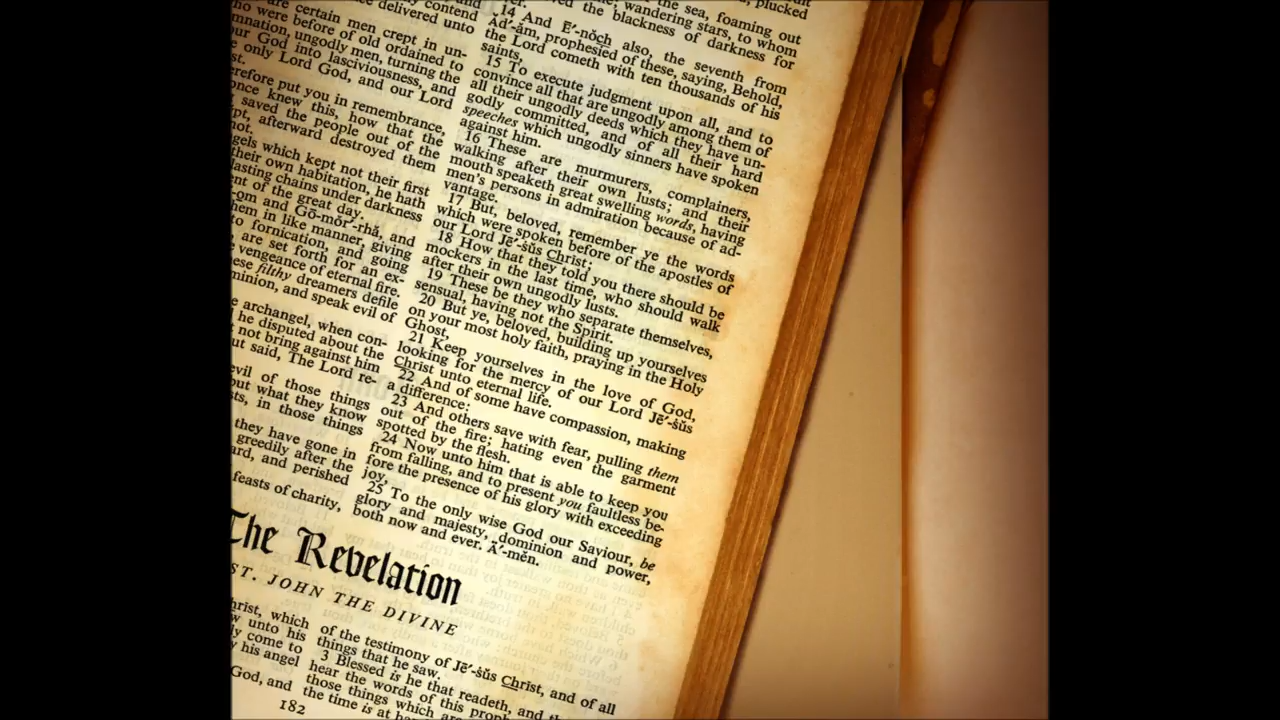 are certain men crept in un-
who were before of old ordained to
mnation, ungodly men, turning the
our God into lasciviousness, and
e only Lord God, and our Lord
st.
erefore put you in remembrance,
once knew this, how that the
saved the people out of the
pt, afterward destroyed them
not.
gels which kept not their first
their own habitation, he hath
lasting chains under darkness
nt of the great day.
-om and Gō-mŏr´-rhă, and
hem in like manner, giving
to fornication, and going
are set forth for an ex-
vengeance of eternal fire.
ese filthy dreamers defile
minion, and speak evil of
e archangel, when con-
he disputed about the
not bring against him
ut said, The Lord re-
evil of those things
but what they know
sts, in those things
they have gone in
greedily after the
ard, and perished
feasts of charity,
the sea, foaming out
wandering stars, to whom
ved the blackness of darkness for
ver.
14 And Ē´-nŏch also, the seventh from
Ăd´-ăm, prophesied of these, saying, Behold,
the Lord cometh with ten thousands of his
saints,
15 To execute judgment upon all, and to
convince all that are ungodly among them of
all their ungodly deeds which they have un-
godly committed, and of all their hard
speeches which ungodly sinners have spoken
against him.
16 These are murmurers, complainers,
walking after their own lusts; and their
mouth speaketh great swelling words, having
men's persons in admiration because of ad-
vantage.
17 But, beloved, remember ye the words
which were spoken before of the apostles of
our Lord Jē´-ṡŭs Christ;
18 How that they told you there should be
mockers in the last time, who should walk
after their own ungodly lusts.
19 These be they who separate themselves,
sensual, having not the Spirit.
20 But ye, beloved, building up yourselves
on your most holy faith, praying in the Holy
Ghost,
21 Keep yourselves in the love of God,
looking for the mercy of our Lord Jē´-ṡŭs
Christ unto eternal life.
22 And of some have compassion, making
a difference:
23 And others save with fear, pulling them
out of the fire; hating even the garment
spotted by the flesh.
24 Now unto him that is able to keep you
from falling, and to present you faultless be-
fore the presence of his glory with exceeding
joy,
25 To the only wise God our Saviour, be
glory and majesty, dominion and power,
both now and ever. Ā´-mĕn.
The Revelation
ST. JOHN THE DIVINE
hrist, which
w unto his
ly come to
y his angel
God, and
of the testimony of Jē´-ṡŭs Christ, and of all
things that he saw.
3 Blessed is he that readeth, and th
hear the words of this proph
those things which are
the time is at ha
182